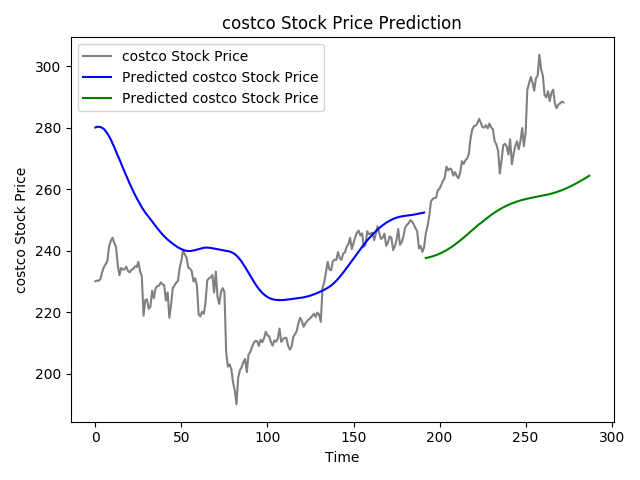 costco Stock Price Prediction
costco Stock Price
Predicted costco Stock Price
Predicted costco Stock Price
costco Stock Price
300
280
260
240
220
200
0 50 100 150 200 250 300
Time